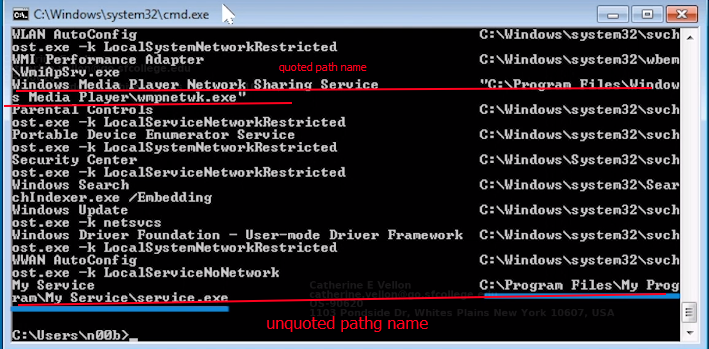 C:\Windows\system32\cmd.exe
WLAN AutoConfig C:\Windows\system32\svch
ost.exe -k LocalSystemNetworkRestricted
WMI Performance Adapter C:\Windows\system32\wbem
\WmiApSrv.exe
quoted path name
Windows Media Player Network Sharing Service "C:\Program Files\Window
s Media Player\wmpnetwk.exe"
Parental Controls C:\Windows\system32\svch
ost.exe -k LocalServiceNetworkRestricted
Portable Device Enumerator Service C:\Windows\system32\svch
ost.exe -k LocalSystemNetworkRestricted
Security Center C:\Windows\system32\svch
ost.exe -k LocalServiceNetworkRestricted
Windows Search C:\Windows\system32\Sear
chIndexer.exe /Embedding
Windows Update C:\Windows\system32\svch
ost.exe -k netsvcs
Windows Driver Foundation - User-mode Driver Framework C:\Windows\system32\svch
ost.exe -k LocalSystemNetworkRestricted
WWAN AutoConfig C:\Windows\system32\svch
ost.exe -k LocalServiceNoNetwork
My Service C:\Program Files\My Prog
ram\My Service\service.exe
Catherine E Vellon
US-90620
1103 Pondside Dr, Whites Plains New York 10607, USA
unquoted pathg name
C:\Users\n00b>_